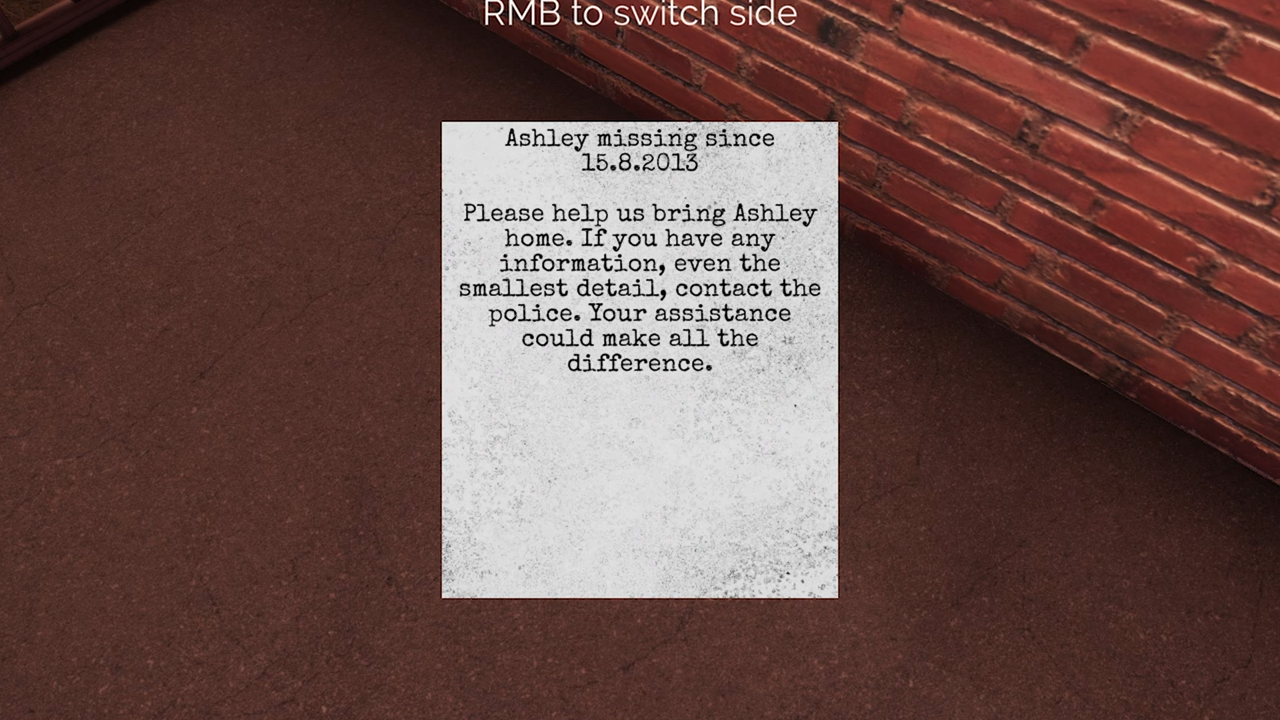 RMB to switch side
Ashley missing since
15.8.2013
Please help us bring Ashley
home. If you have any
information, even the
smallest detail, contact the
police. Your assistance
could make all the
difference.